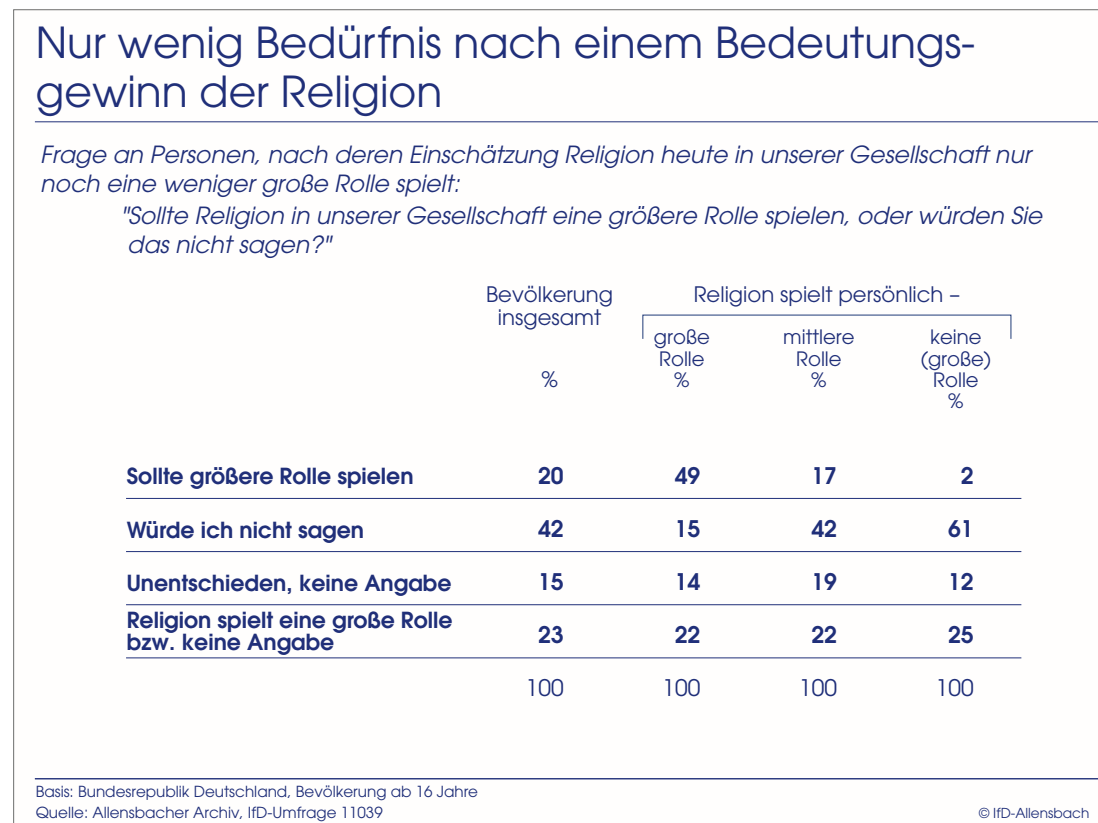 Nur wenig Bedürfnis nach einem Bedeutungs-
gewinn der Religion
Frage an Personen, nach deren Einschätzung Religion heute in unserer Gesellschaft nur
noch eine weniger große Rolle spielt:
"Sollte Religion in unserer Gesellschaft eine größere Rolle spielen, oder würden Sie
das nicht sagen?"
Bevölkerung insgesamt % Religion spielt persönlich –
große Rolle % mittlere Rolle % keine (große) Rolle %
Sollte größere Rolle spielen 20 49 17 2
Würde ich nicht sagen 42 15 42 61
Unentschieden, keine Angabe 15 14 19 12
Religion spielt eine große Rolle
bzw. keine Angabe 23 22 22 25
100 100 100 100
Basis: Bundesrepublik Deutschland, Bevölkerung ab 16 Jahre
Quelle: Allensbacher Archiv, IfD-Umfrage 11039 © IfD-Allensbach